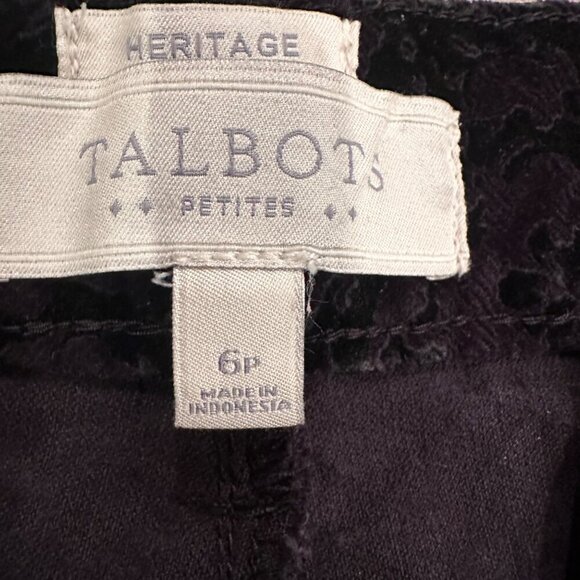 HERITAGE
TALBOTS
PETITES
6P
MADE IN
INDONESIA